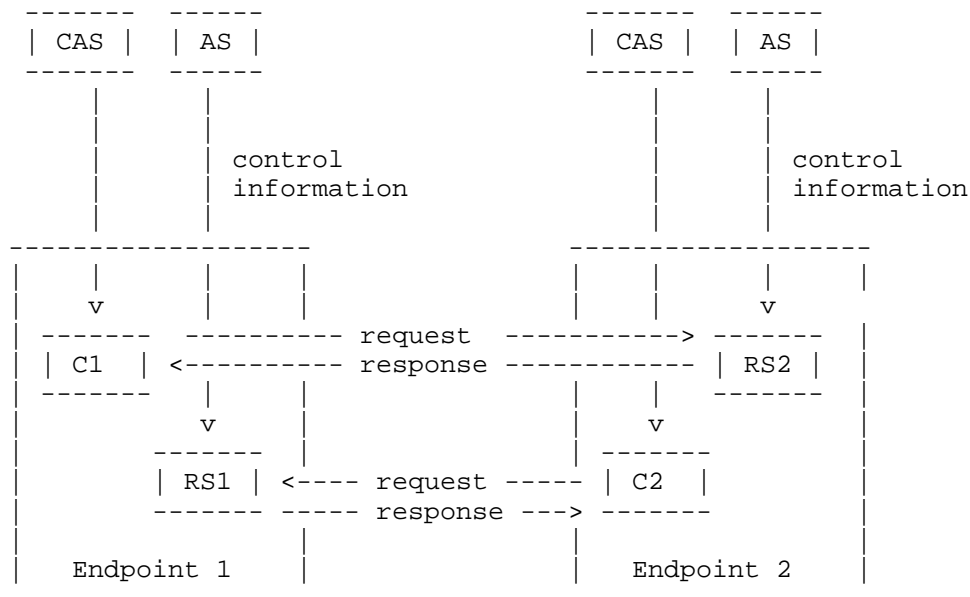 CAS AS CAS AS
control control
information information
v v
request
C1 response RS2
v v
RS1 request C2
response
Endpoint 1 Endpoint 2